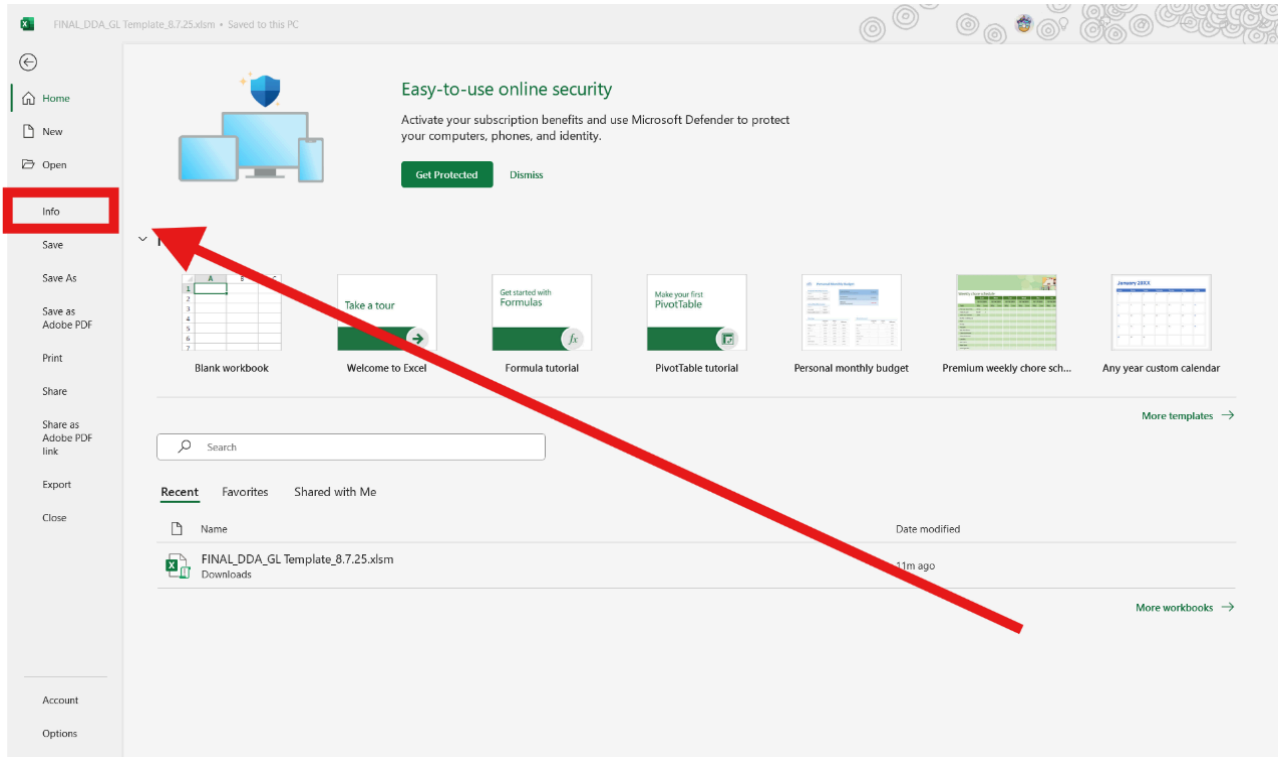 FINAL_DDA_GL Template_8.7.25.xlsm • Saved to this PC
Home
New
Open
Info
Save
Save As
Save as
Adobe PDF
Print
Share
Share as
Adobe PDF
link
Export
Close
Account
Options
Easy-to-use online security
Activate your subscription benefits and use Microsoft Defender to protect
your computers, phones, and identity.
Get Protected Dismiss
Take a tour
Get started with
Formulas
fx
Make your first
PivotTable
January 20XX
Blank workbook
Welcome to Excel
Formula tutorial
PivotTable tutorial
Personal monthly budget
Premium weekly chore sch...
Any year custom calendar
More templates
Search
Recent Favorites Shared with Me
Name Date modified
FINAL_DDA_GL Template_8.7.25.xlsm
Downloads
11m ago
More workbooks